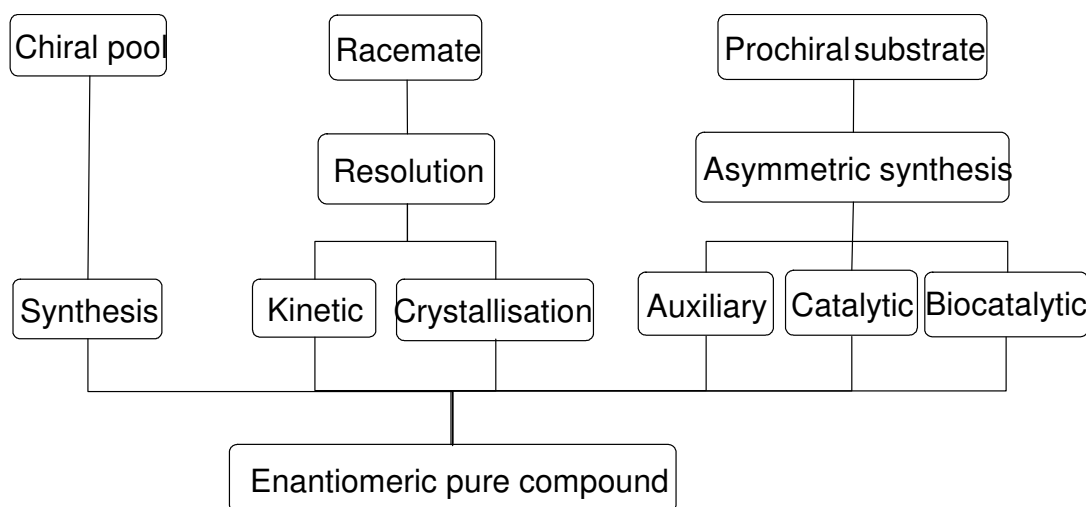 Chiral pool
Racemate
Prochiral substrate
Resolution
Asymmetric synthesis
Synthesis
Kinetic
Crystallisation
Auxiliary
Catalytic
Biocatalytic
Enantiomeric pure compound